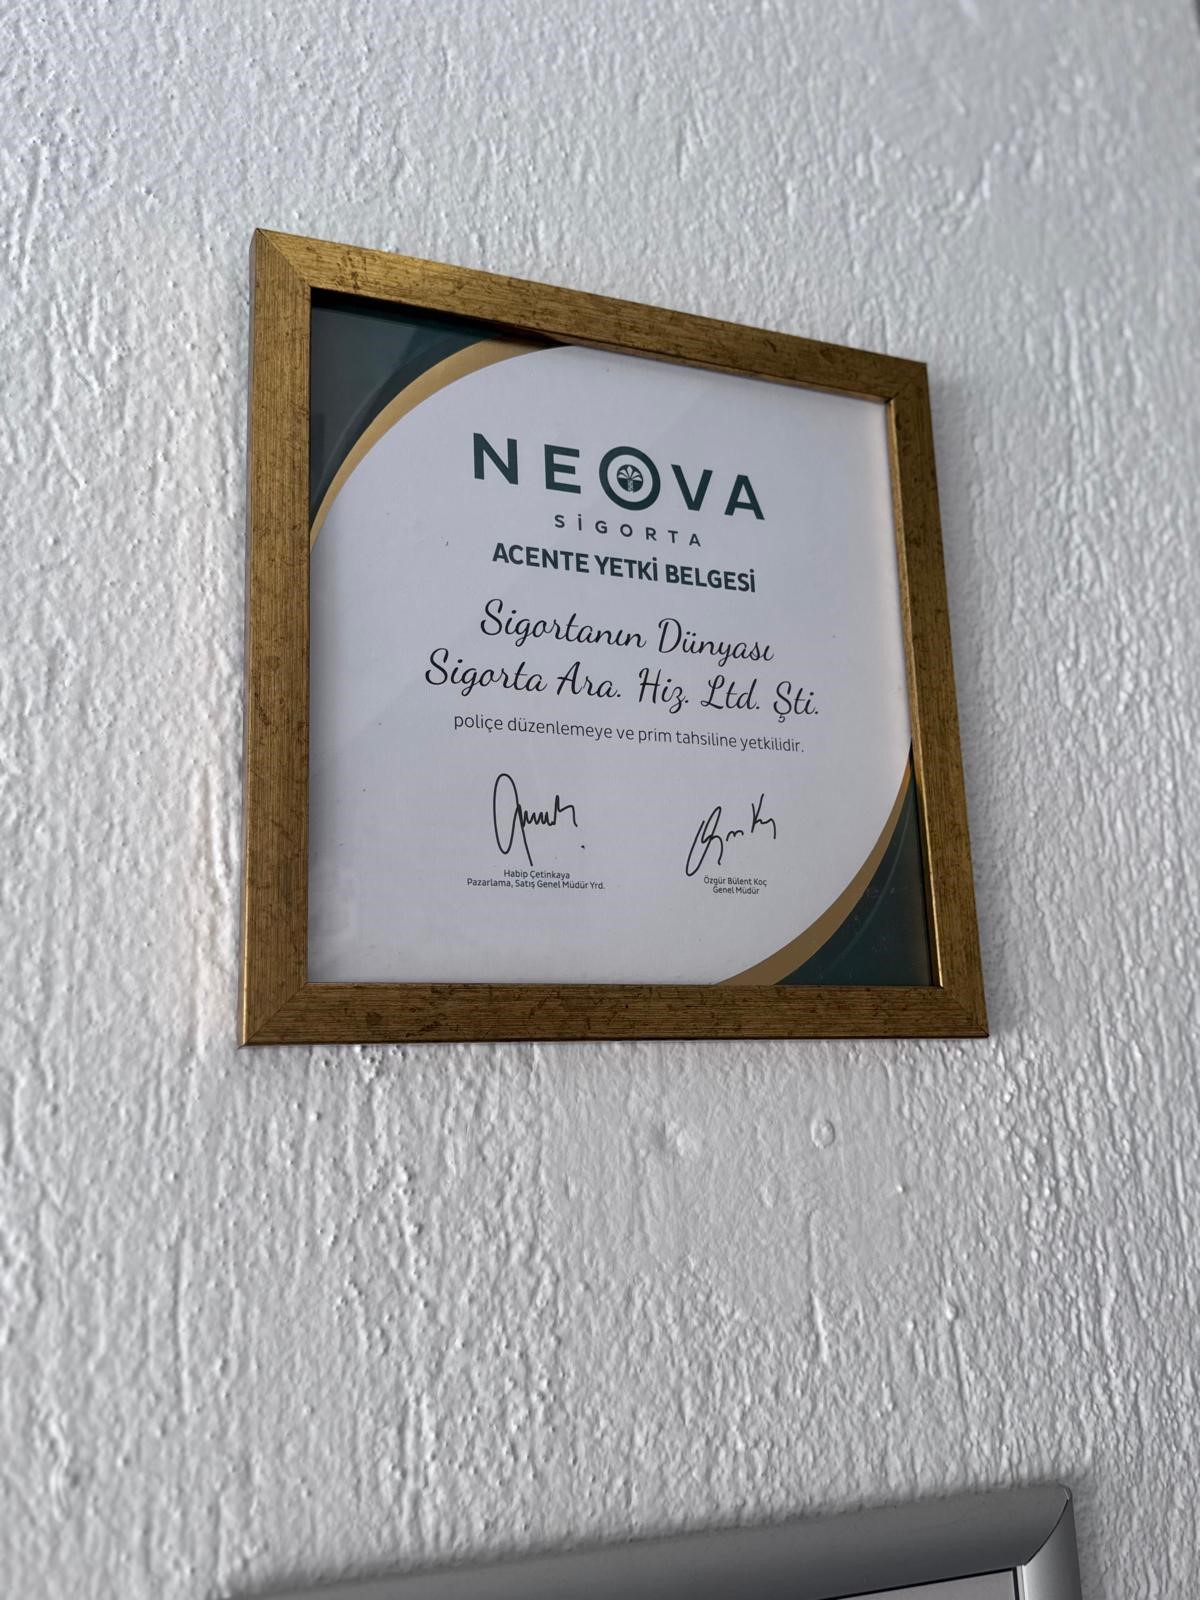 NEOVA
SİGORTA
ACENTE YETKİ BELGESİ
Sigortanın Dünyası
Sigorta Ara. Hiz. Ltd. Şti.
poliçe düzenlemeye ve prim tahsiline yetkilidir.
Habip Çetinkaya
Pazarlama, Satış Genel Müdür Yrd.
Özgür Bülent Koç
Genel Müdür